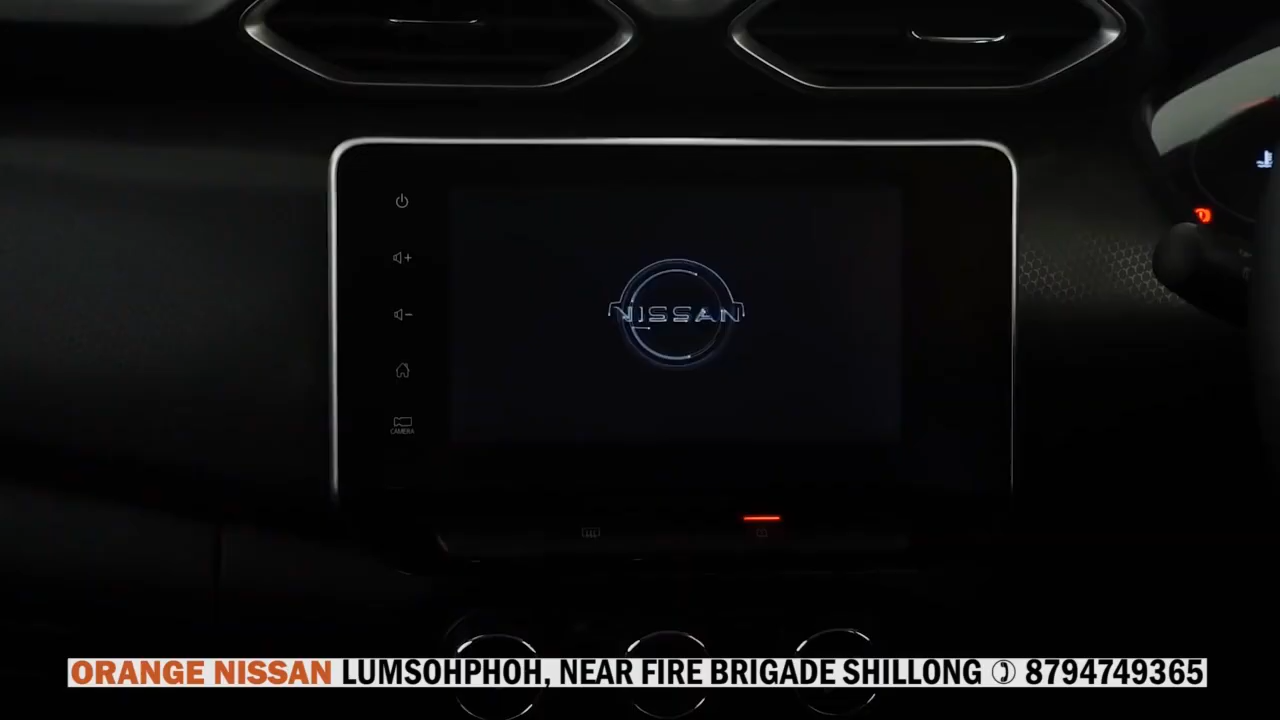 NISSAN
CAMERA
ORANGE NISSAN LUMSOHPHOH, NEAR FIRE BRIGADE SHILLONG ✆ 8794749365